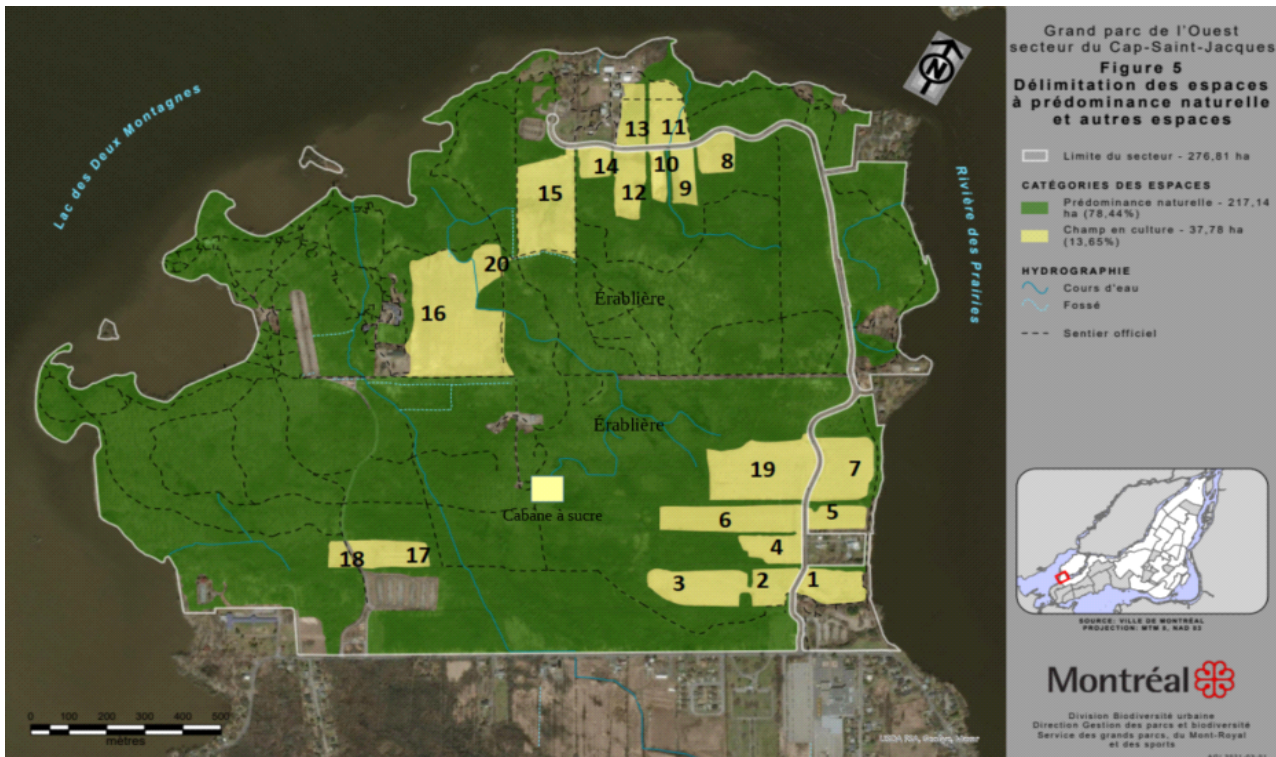 Grand parc de l'Ouest
secteur du Cap-Saint-Jacques
Figure 5
Délimitation des espaces
à prédominance naturelle
et autres espaces
Limite du secteur - 276,81 ha
CATÉGORIES DES ESPACES
Prédominance naturelle - 217,14
ha (78,44%)
Champ en culture - 37,78 ha
(13,65%)
HYDROGRAPHIE
Cours d'eau
Fossé
Sentier officiel
SOURCE: VILLE DE MONTRÉAL
PROJECTION: MTM 8, NAD 83
Montréal
Division Biodiversité urbaine
Direction Gestion des parcs et biodiversité
Service des grands parcs, du Mont-Royal
et des sports
N
Lac des Deux Montagnes
Rivière des Prairies
13
11
14
10
8
15
12
9
20
16
Érablière
Érablière
19
7
Cabane à sucre
6
5
4
18
17
3
2
1
0 100 200 300 400 500
mètres